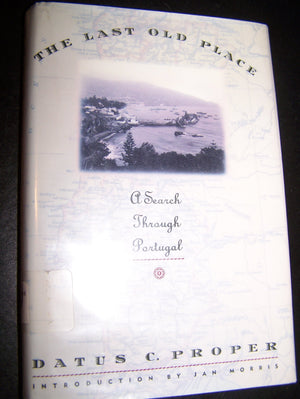 THE LAST OLD PLACE
A Search
Through
Portugal
DATUS C. PROPER
INTRODUCTION BY JAN MORRIS